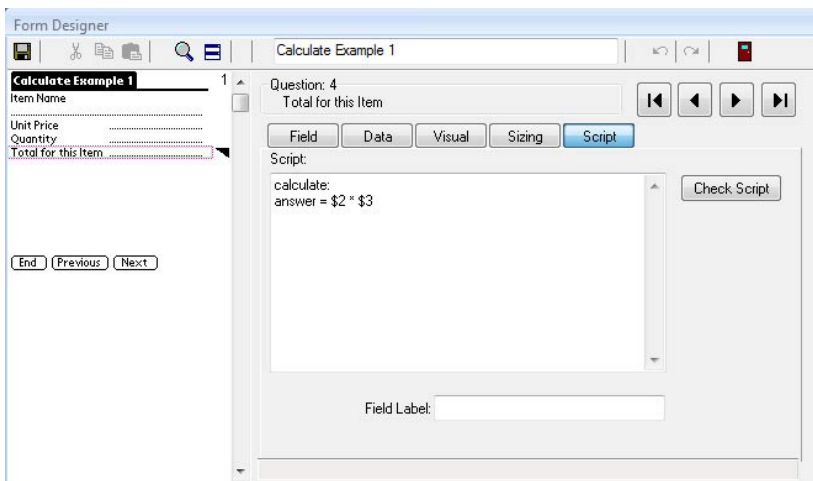 Form Designer
Calculate Example 1
Calculate Example 1 1
Item Name
Unit Price
Quantity
Total for this Item
End Previous Next
Question: 4
Total for this Item
Field Data Visual Sizing Script
Script:
calculate:
answer = $2 * $3
Check Script
Field Label: